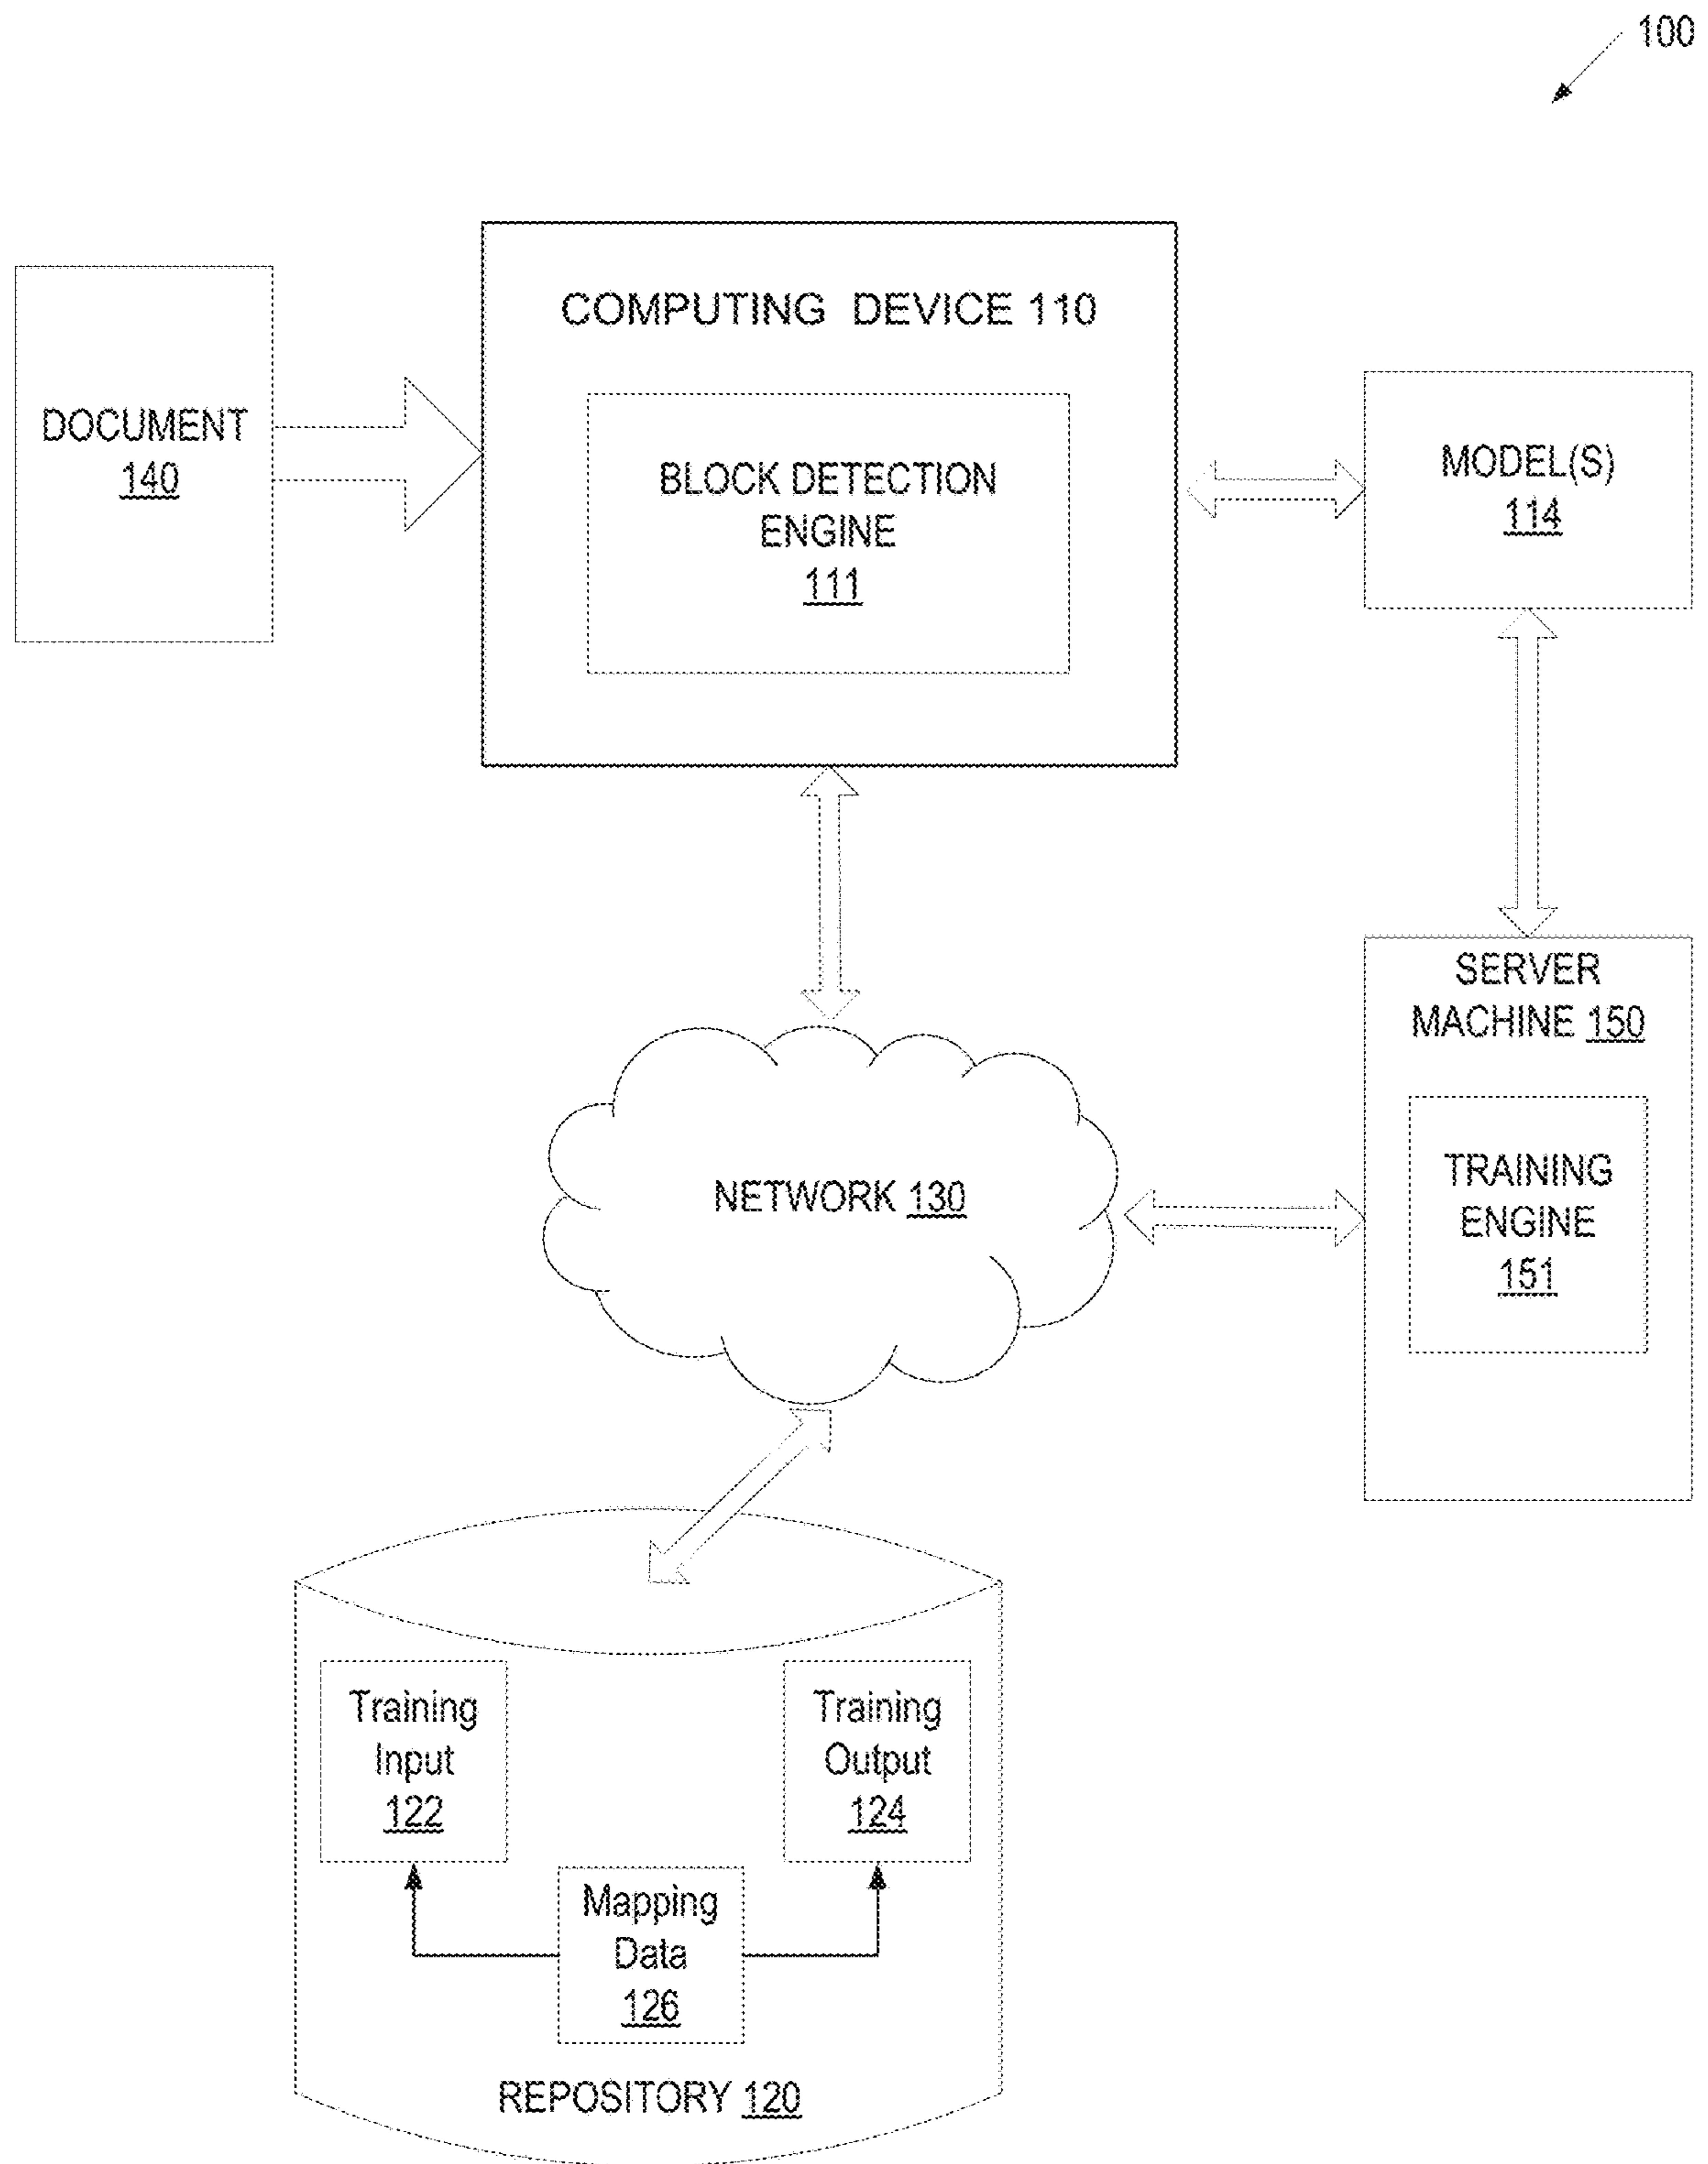 100
COMPUTING DEVICE 110
DOCUMENT
140
BLOCK DETECTION
ENGINE
111
MODEL(S)
114
SERVER
MACHINE 150
TRAINING
ENGINE
151
NETWORK 130
Training
Input
122
Training
Output
124
Mapping
Data
126
REPOSITORY 120